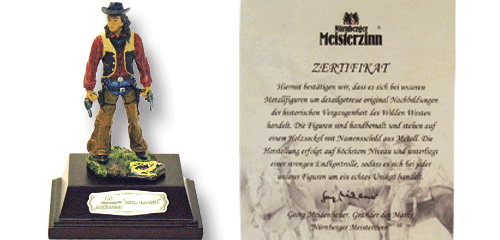 Nürnberger
Meisterzinn
ZERTIFIKAT
Hiermit bestätigen wir, dass es sich bei unseren
Metallfiguren um detailgetreue original Nachbildungen
der historischen Vergangenheit des Wilden Westen
handelt. Die Figuren sind handbemalt und stehen auf
einem Holzsockel mit Namensschild aus Metall. Die
Herstellung erfolgt auf höchstem Niveau und unterliegt
einer strengen Endkontrolle, sodass es sich bei jeder
unserer Figuren um ein echtes Unikat handelt.
Georg Meidenbauer, Gründer der Marke
Nürnberger Meisterzinn